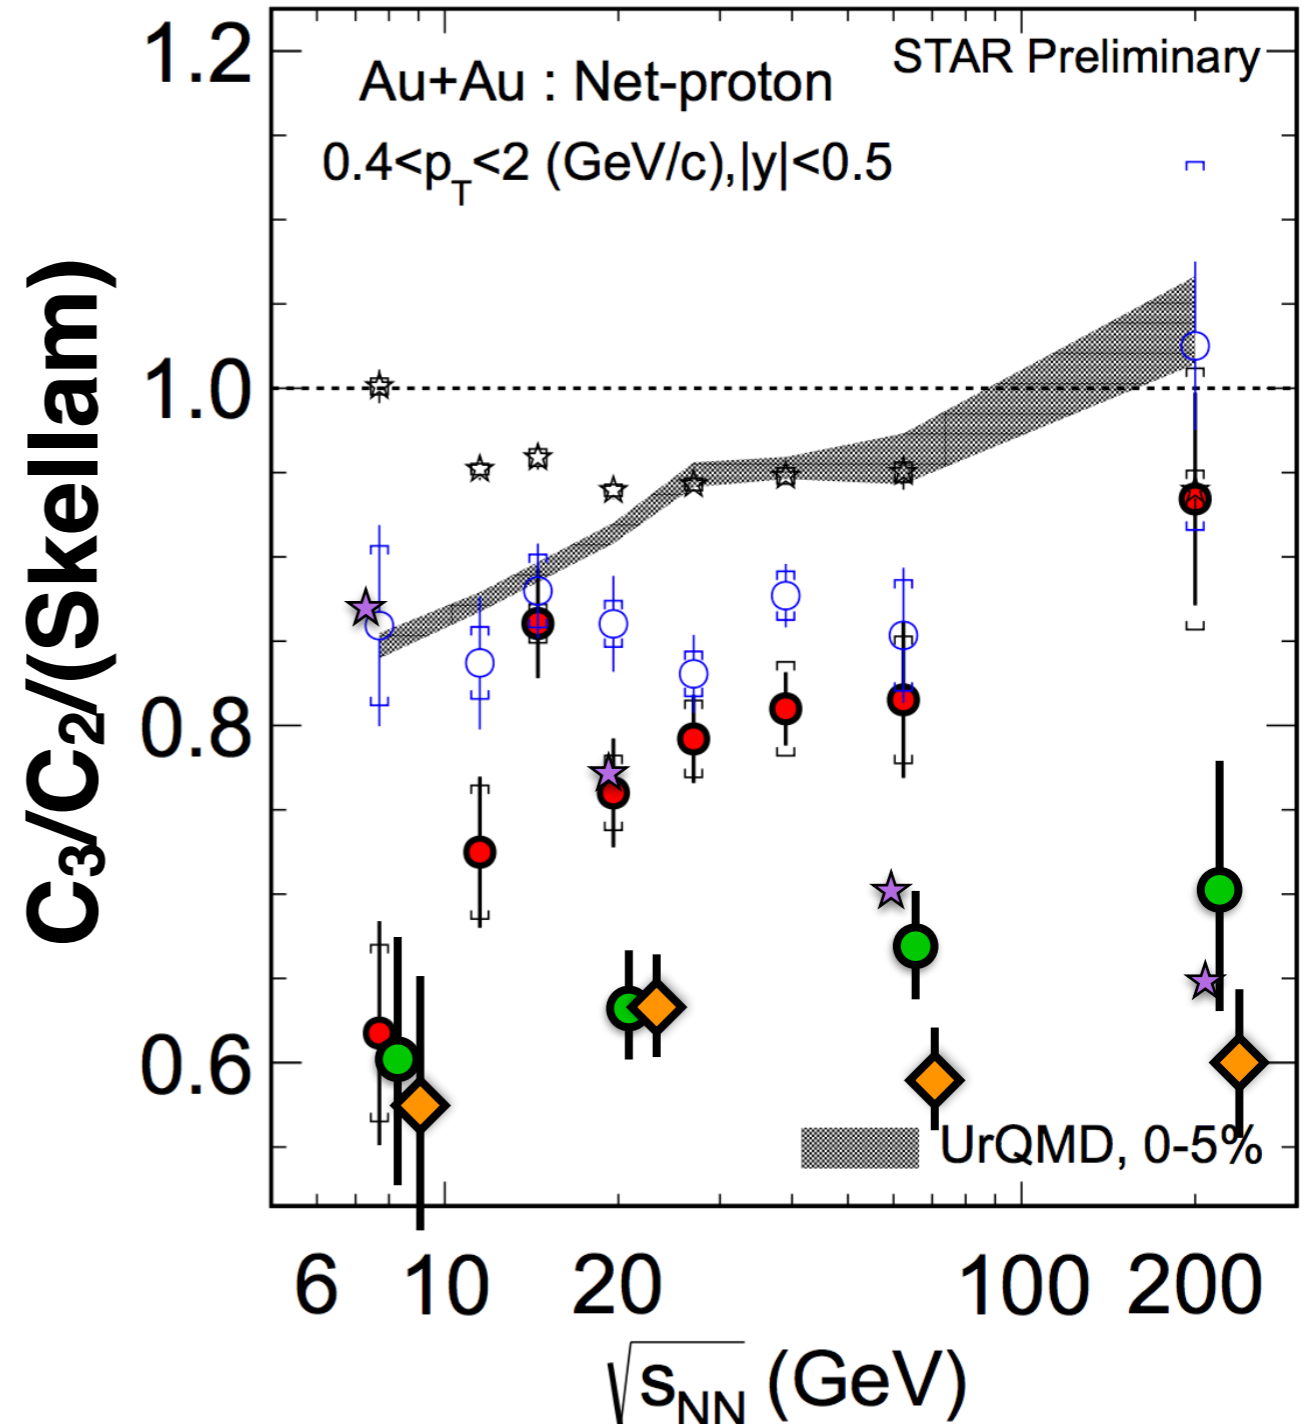 1.2
1.0
0.8
0.6
C3/C2/(Skellam)
STAR Preliminary
Au+Au : Net-proton
0.4<pT<2 (GeV/c),|y|<0.5
UrQMD, 0-5%
6 10 20 100 200
√sNN (GeV)